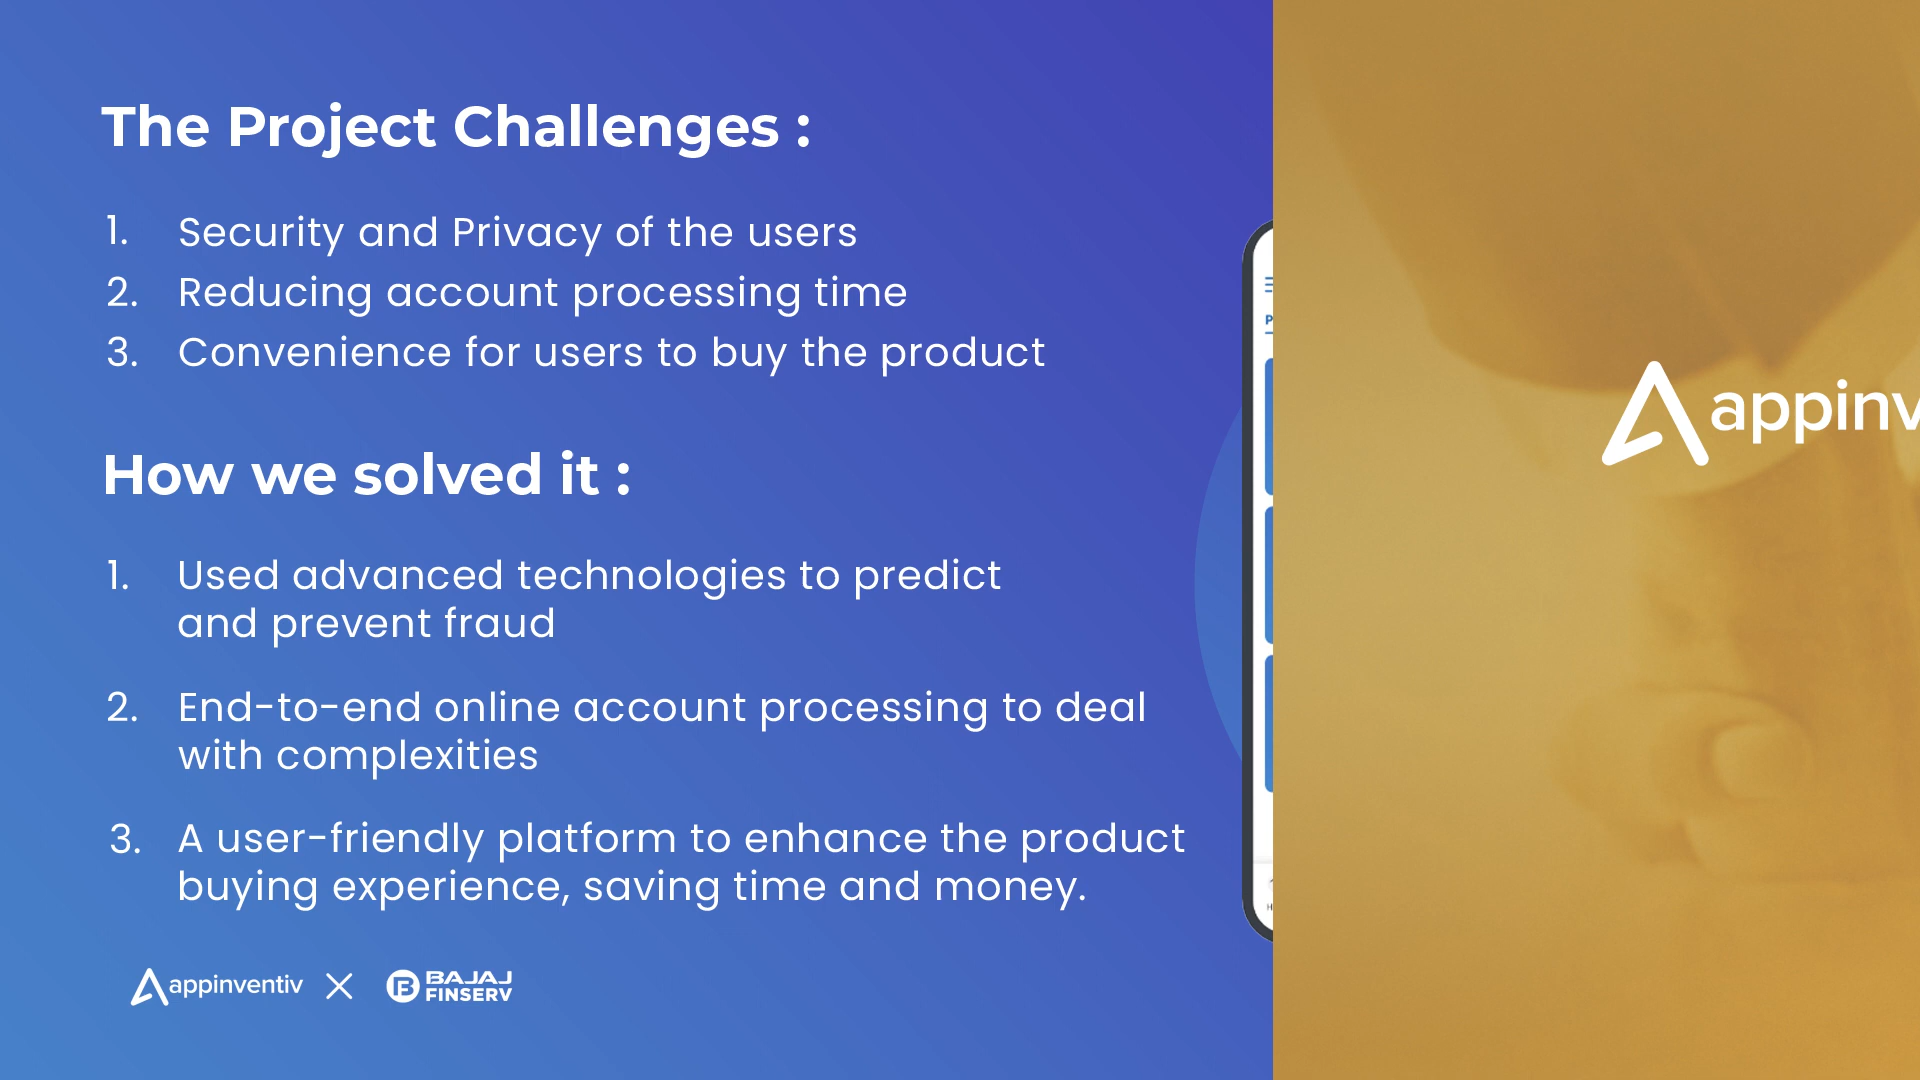 The Project Challenges :
1. Security and Privacy of the users
2. Reducing account processing time
3. Convenience for users to buy the product
How we solved it :
1. Used advanced technologies to predict
and prevent fraud
2. End-to-end online account processing to deal
with complexities
3. A user-friendly platform to enhance the product
buying experience, saving time and money.
appinventiv
BAJAJ
FINSERV
P
H
appinv